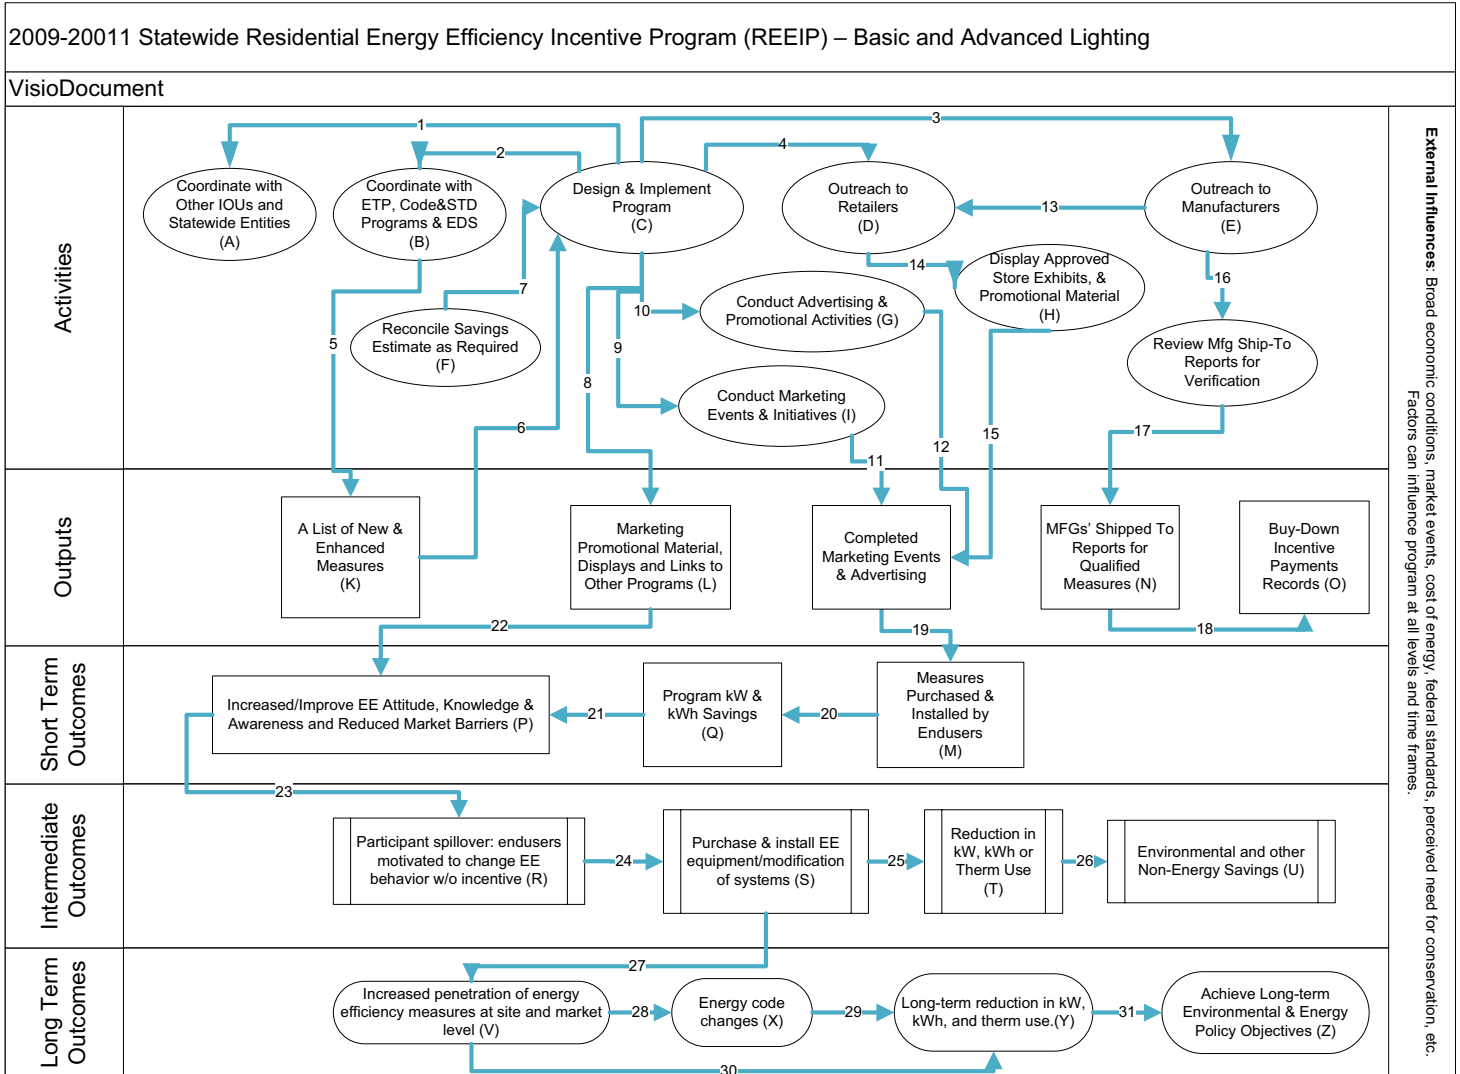 2009-20011 Statewide Residential Energy Efficiency Incentive Program (REEIP) – Basic and Advanced Lighting
VisioDocument
Activities
1
2
3
4
Coordinate with
Other IOUs and
Statewide Entities
(A)
Coordinate with
ETP, Code&STD
Programs & EDS
(B)
Design & Implement
Program
(C)
Outreach to
Retailers
(D)
13
Outreach to
Manufacturers
(E)
14
Display Approved
Store Exhibits, &
Promotional Material
(H)
16
7
10
Conduct Advertising &
Promotional Activities (G)
5
Reconcile Savings
Estimate as Required
(F)
9
8
Review Mfg Ship-To
Reports for
Verification
Conduct Marketing
Events & Initiatives (I)
6
11
12
15
17
Outputs
A List of New &
Enhanced
Measures
(K)
Marketing
Promotional Material,
Displays and Links to
Other Programs (L)
Completed
Marketing Events
& Advertising
MFGs' Shipped To
Reports for
Qualified
Measures (N)
Buy-Down
Incentive
Payments
Records (O)
22
19
18
Short Term
Outcomes
Increased/Improve EE Attitude, Knowledge &
Awareness and Reduced Market Barriers (P)
21
Program kW &
kWh Savings
(Q)
20
Measures
Purchased &
Installed by
Endusers
(M)
23
Intermediate
Outcomes
Participant spillover: endusers
motivated to change EE
behavior w/o incentive (R)
24
Purchase & install EE
equipment/modification
of systems (S)
25
Reduction in
kW, kWh or
Therm Use
(T)
26
Environmental and other
Non-Energy Savings (U)
27
Long Term
Outcomes
Increased penetration of energy
efficiency measures at site and market
level (V)
28
Energy code
changes (X)
29
Long-term reduction in kW,
kWh, and therm use.(Y)
31
Achieve Long-term
Environmental & Energy
Policy Objectives (Z)
30
External Influences: Broad economic conditions, market events, cost of energy, federal standards, perceived need for conservation, etc.
Factors can influence program at all levels and time frames.